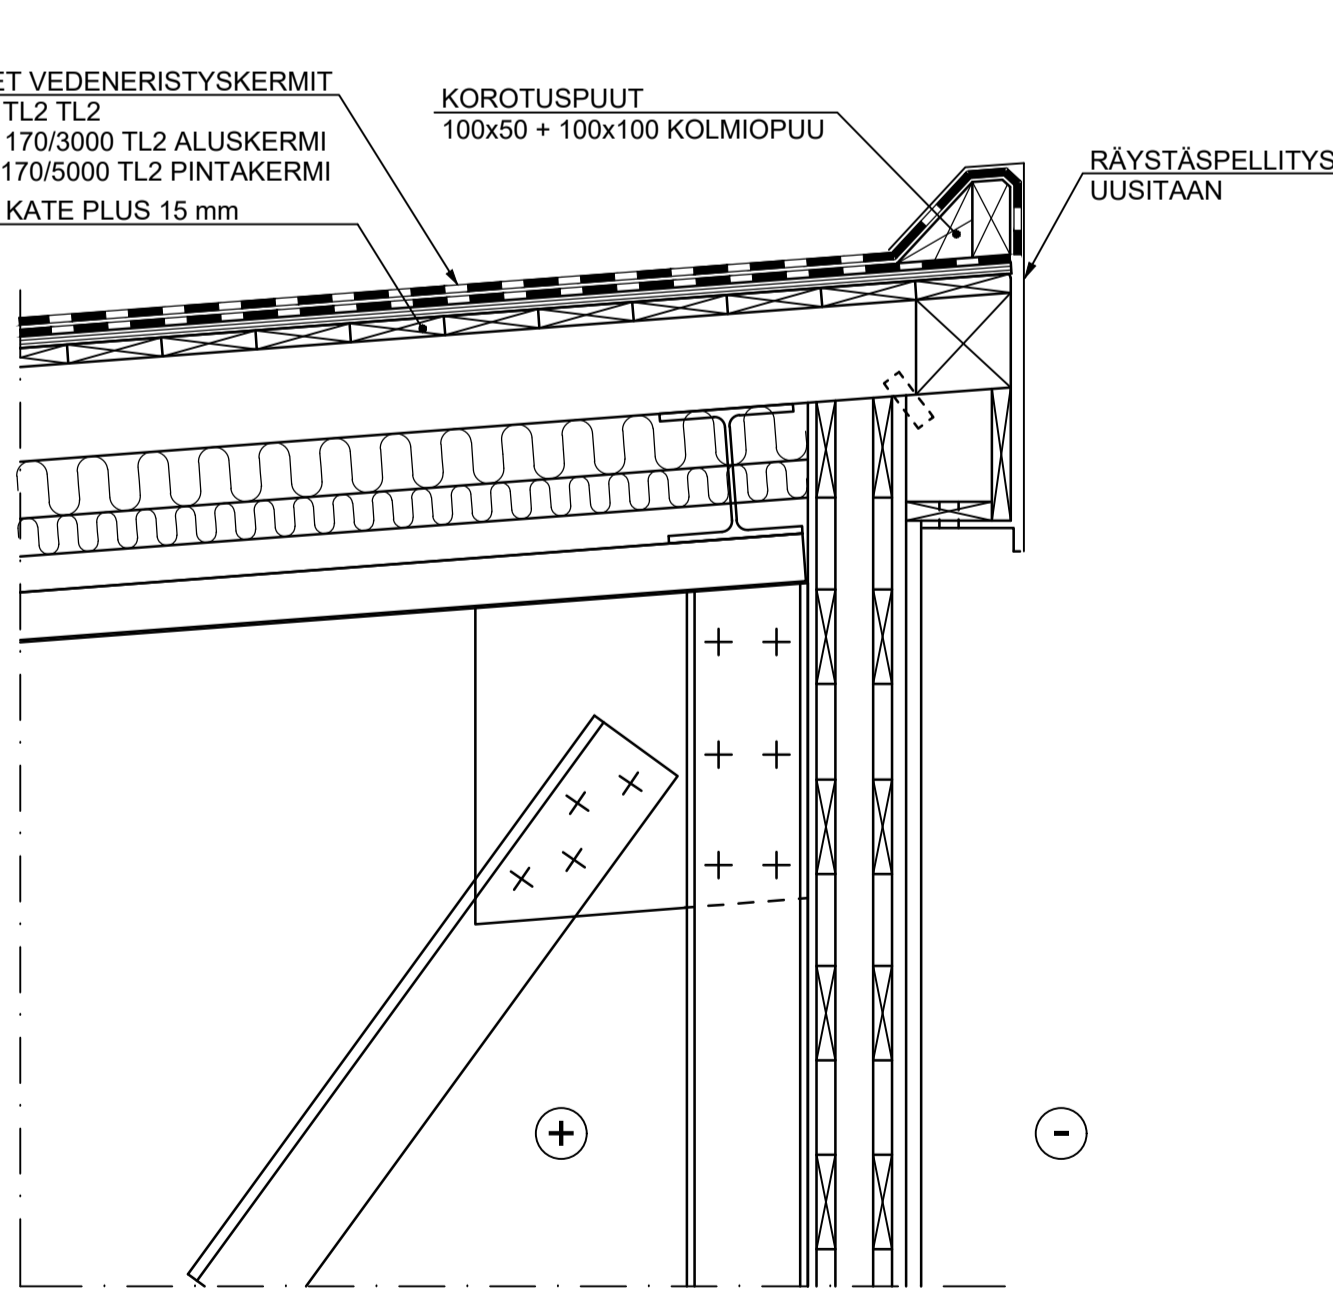 ET VEDENERISTYSKERMIT
TL2 TL2
170/3000 TL2 ALUSKERMI
170/5000 TL2 PINTAKERMI
KATE PLUS 15 mm
KOROTUSPUUT
100x50 + 100x100 KOLMIOPUU
RÄYSTÄSPELLITYS
UUSITAAN
+
-